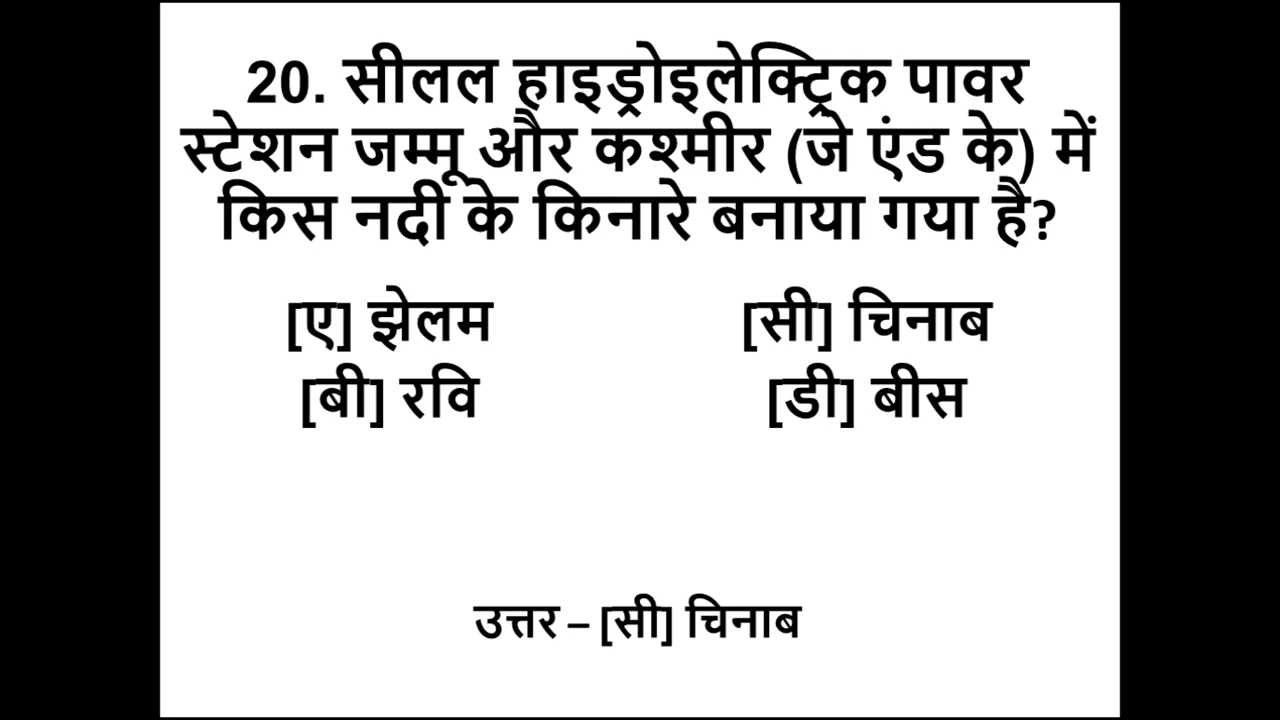 20. सीलल हाइड्रोइलेक्ट्रिक पावर
स्टेशन जम्मू और कश्मीर (जे एंड के) में
किस नदी के किनारे बनाया गया है?
[ए] झेलम
[बी] रवि
[सी] चिनाब
[डी] बीस
उत्तर – [सी] चिनाब